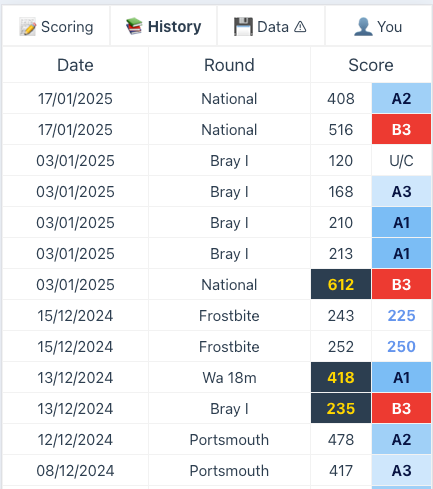 Scoring History Data ⚠ You
Date Round Score
17/01/2025 National 408 A2
17/01/2025 National 516 B3
03/01/2025 Bray I 120 U/C
03/01/2025 Bray I 168 A3
03/01/2025 Bray I 210 A1
03/01/2025 Bray I 213 A1
03/01/2025 National 612 B3
15/12/2024 Frostbite 243 225
15/12/2024 Frostbite 252 250
13/12/2024 Wa 18m 418 A1
13/12/2024 Bray I 235 B3
12/12/2024 Portsmouth 478 A2
08/12/2024 Portsmouth 417 A3